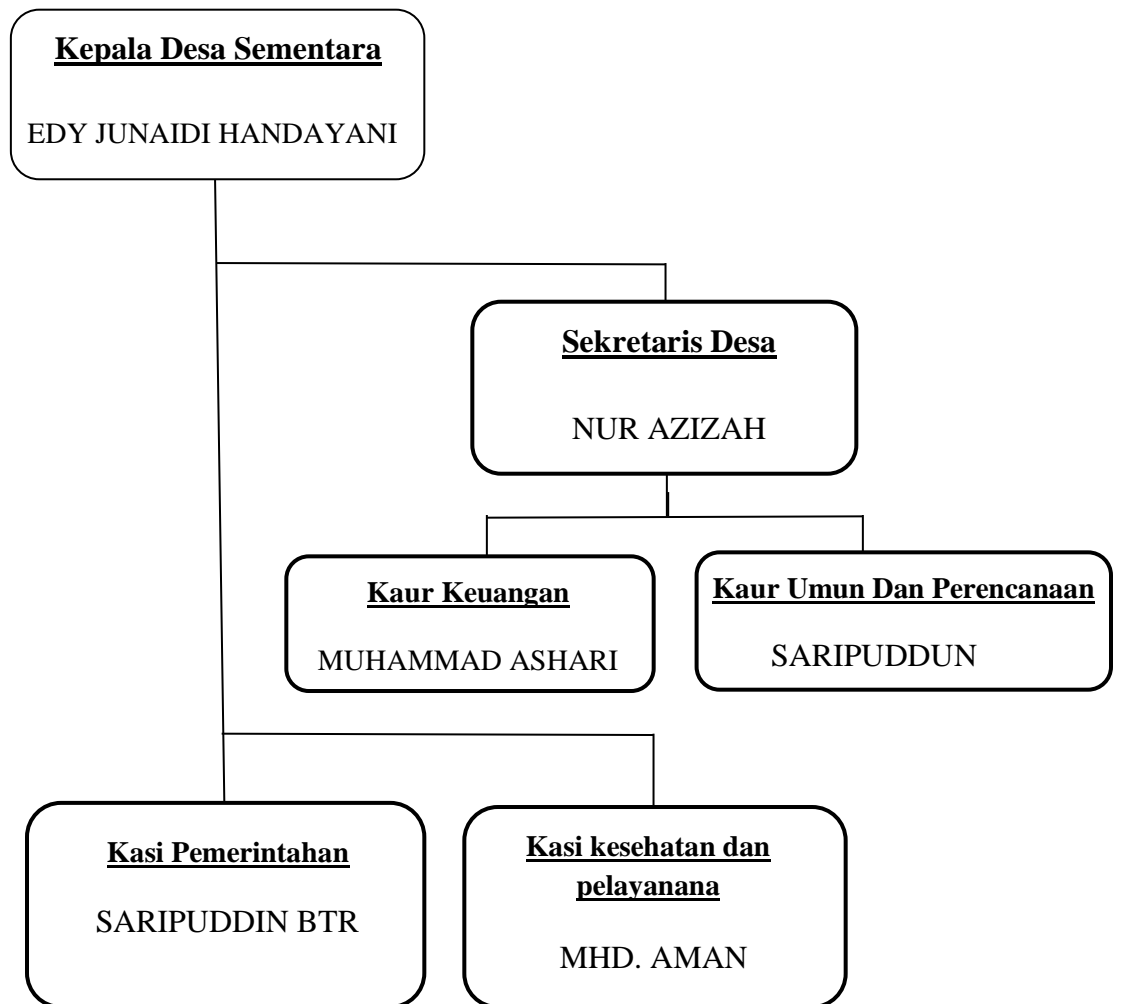 Kepala Desa Sementara
EDY JUNAIDI HANDAYANI
Sekretaris Desa
NUR AZIZAH
Kaur Keuangan
MUHAMMAD ASHARI
Kaur Umun Dan Perencanaan
SARIPUDDUN
Kasi Pemerintahan
SARIPUDDIN BTR
Kasi kesehatan dan
pelayanana
MHD. AMAN